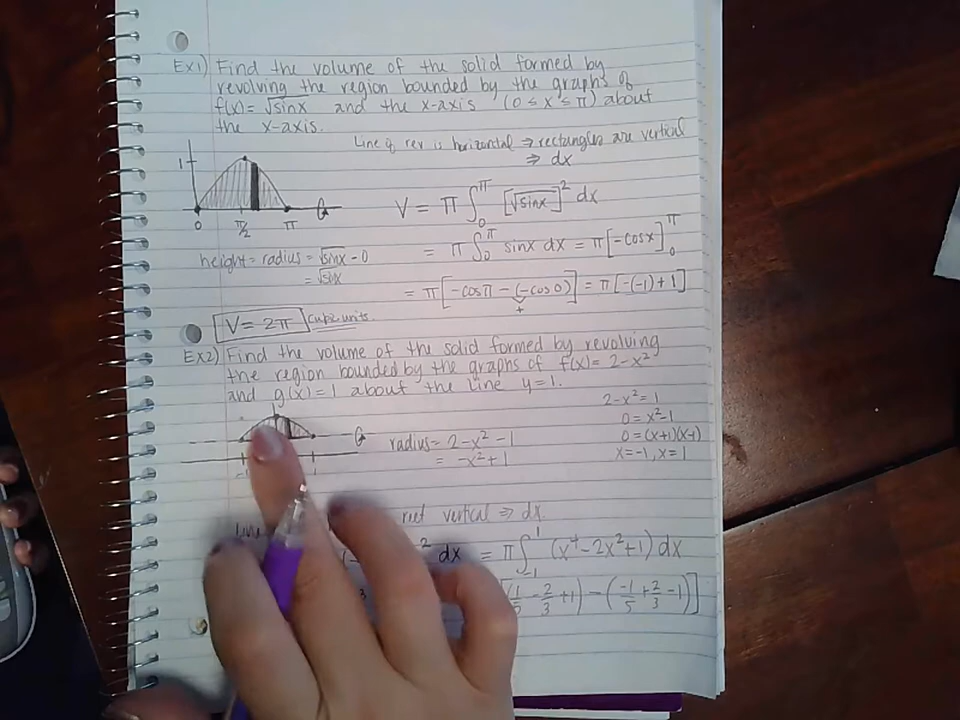 Ex1) Find the volume of the solid formed by
revolving the region bounded by the graphs of
f(x)= √sinx and the x-axis (0 ≤ x ≤ π) about
the x-axis.
Line of rev is horizontal ⇒ rectangles are vertical
⇒ dx
1
0 π/2 π
V = π ∫₀^π [√sinx]² dx
height = radius = √sinx - 0
= √sinx
= π ∫₀^π sinx dx = π[-cosx]₀^π
= π[-cosπ - (-cos0)] = π[-(-1)+1]
+
V = 2π cubic units.
Ex2) Find the volume of the solid formed by revolving
the region bounded by the graphs of f(x)= 2-x²
and g(x)=1 about the line y=1.
2-x²=1
0=x²-1
0=(x+1)(x-1)
x=-1, x=1
radius= 2-x²-1
= -x²+1
Line rect vertical ⇒ dx
² dx = π∫₋₁¹ (x⁴-2x²+1) dx
(1/5 - 2/3 +1) - (-1/5 + 2/3 -1)]